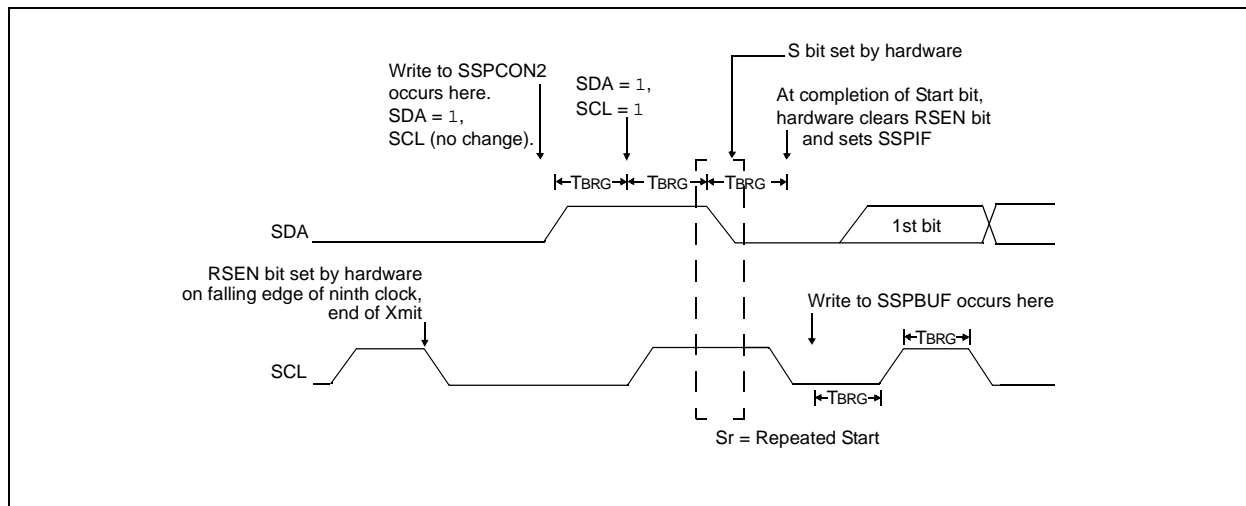 S bit set by hardware
Write to SSPCON2
occurs here.
SDA = 1,
SCL (no change).
SDA = 1,
SCL = 1
At completion of Start bit,
hardware clears RSEN bit
and sets SSPIF
TBRG
TBRG
TBRG
SDA
1st bit
RSEN bit set by hardware
on falling edge of ninth clock,
end of Xmit
Write to SSPBUF occurs here
TBRG
SCL
TBRG
Sr = Repeated Start